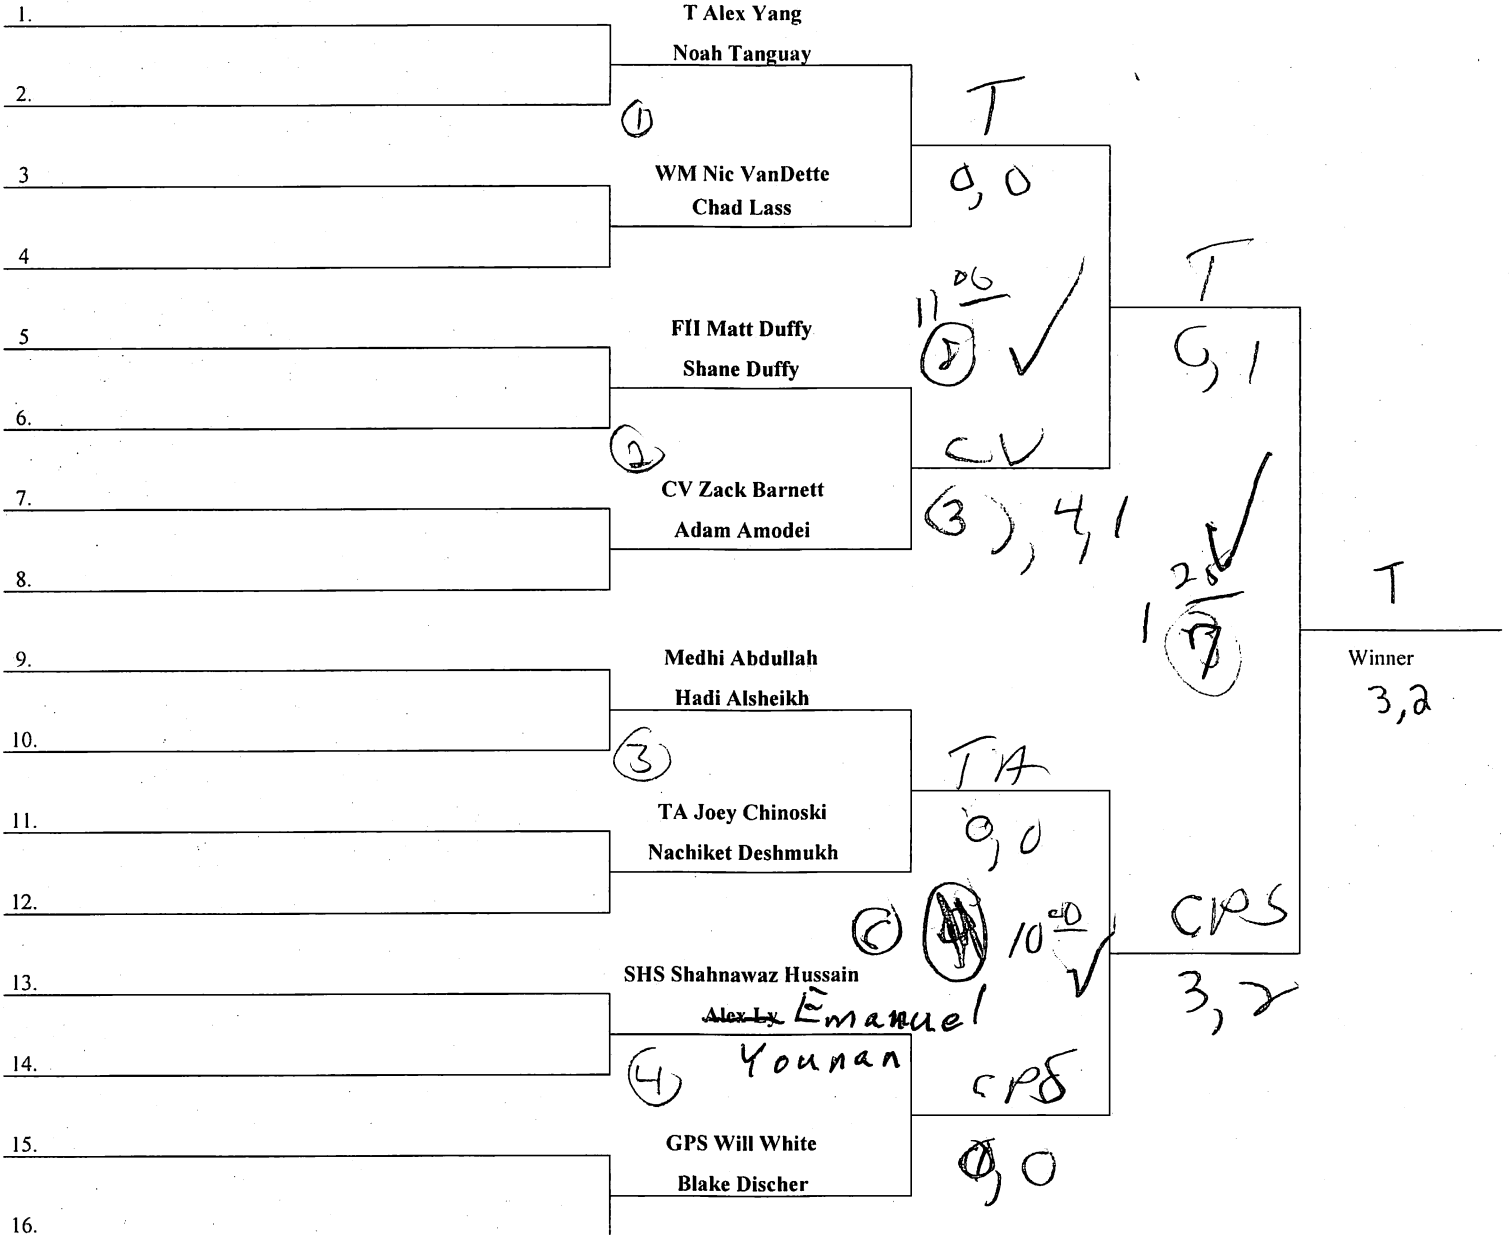 1.
T Alex Yang
Noah Tanguay
2.
①
T
3
WM Nic VanDette
0, 0
Chad Lass
4
T
06
11
5
FII Matt Duffy
8
6, 1
Shane Duffy
6.
②
CV
7.
CV Zack Barnett
(3), 4, 1
Adam Amodei
8.
T
1
9.
Medhi Abdullah
Winner
Hadi Alsheikh
3, 2
10.
③
TA
11.
TA Joey Chinoski
0, 0
Nachiket Deshmukh
12.
CPS
10
13.
SHS Shahnawaz Hussain
3, 2
Alex Ly Emanuel
Younan
14.
④
CPS
15.
GPS Will White
0, 0
Blake Discher
16.